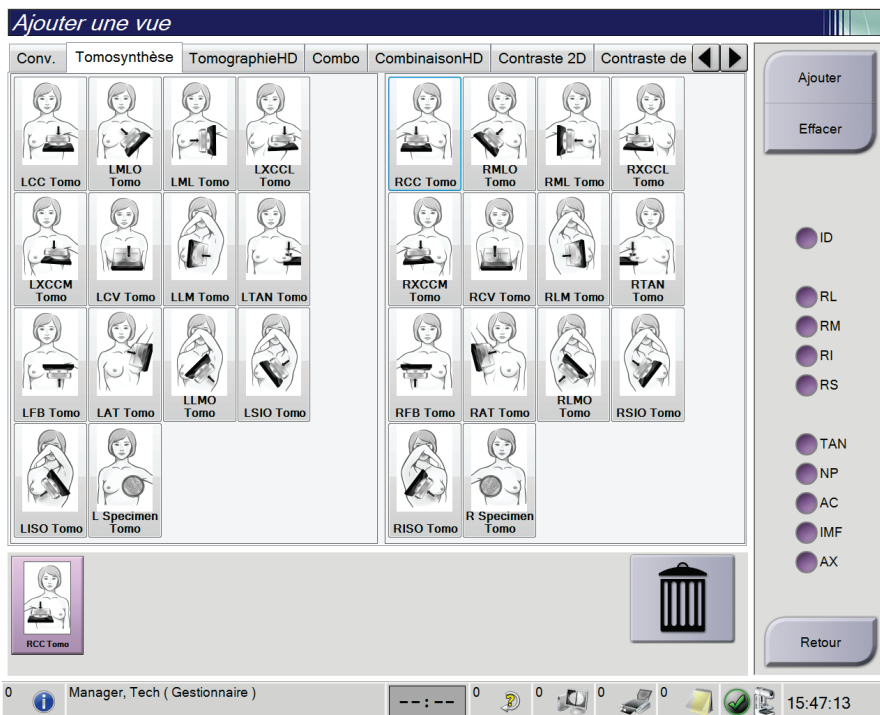 Ajouter une vue
Conv.
Tomosynthèse
TomographieHD
Combo
CombinaisonHD
Contraste 2D
Contraste de
Ajouter
Effacer
LCC Tomo
LMLO
Tomo
LML Tomo
LXCCL
Tomo
RCC Tomo
RMLO
Tomo
RML Tomo
RXCCL
Tomo
LXCCM
Tomo
LCV Tomo
LLM Tomo
LTAN Tomo
RXCCM
Tomo
RCV Tomo
RLM Tomo
RTAN
Tomo
LFB Tomo
LAT Tomo
LLMO
Tomo
LSIO Tomo
RFB Tomo
RAT Tomo
RLMO
Tomo
RSIO Tomo
LISO Tomo
L Specimen
Tomo
RISO Tomo
R Specimen
Tomo
ID
RL
RM
RI
RS
TAN
NP
AC
IMF
AX
RCC Tomo
Retour
0
Manager, Tech ( Gestionnaire )
--:--
0
0
0
0
15:47:13